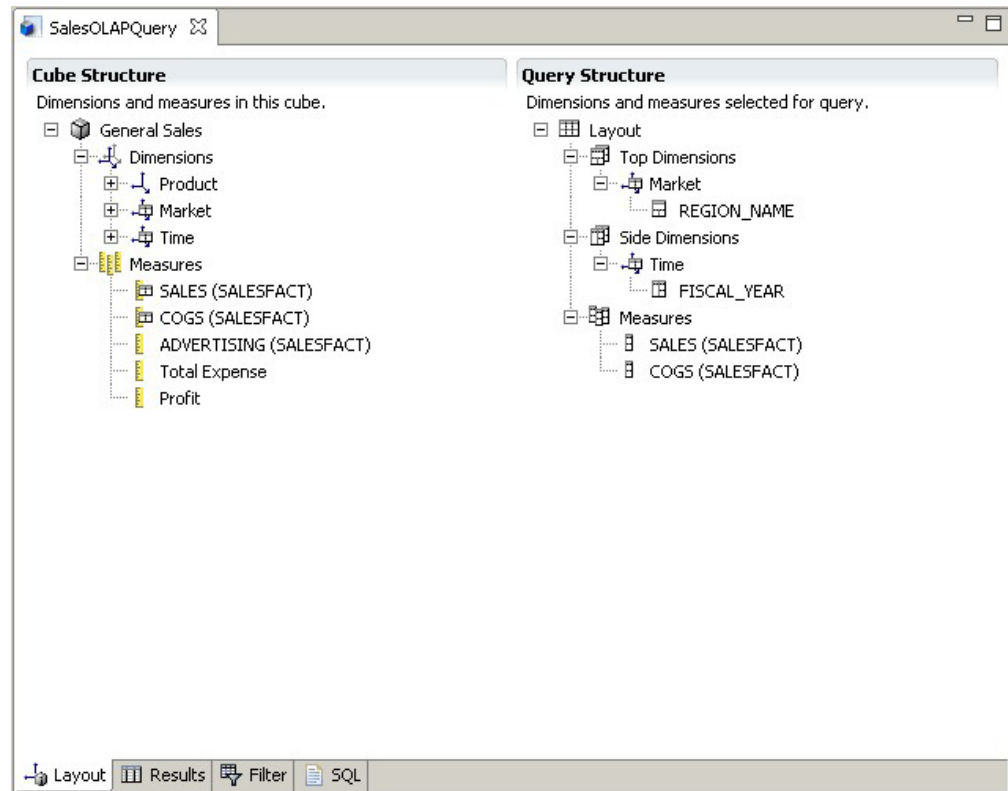 SalesOLAPQuery
Cube Structure
Dimensions and measures in this cube.
General Sales
Dimensions
Product
Market
Time
Measures
SALES (SALESFACT)
COGS (SALESFACT)
ADVERTISING (SALESFACT)
Total Expense
Profit
Query Structure
Dimensions and measures selected for query.
Layout
Top Dimensions
Market
REGION_NAME
Side Dimensions
Time
FISCAL_YEAR
Measures
SALES (SALESFACT)
COGS (SALESFACT)
Layout Results Filter SQL